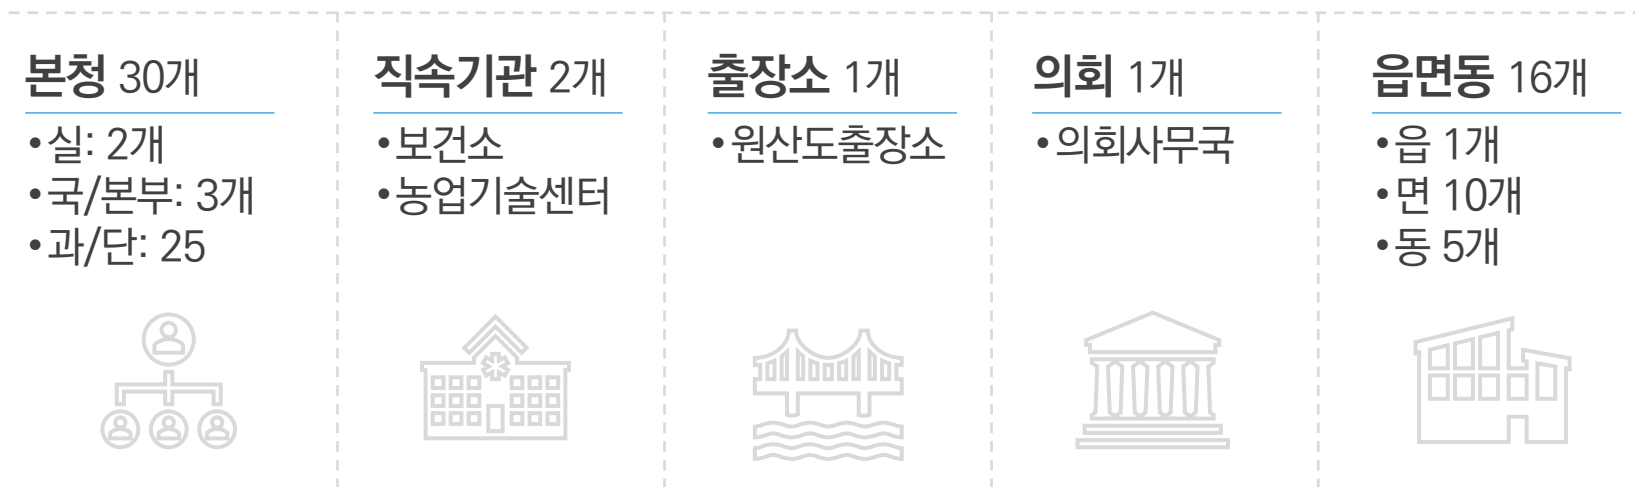 본청 30개
•실: 2개
•국/본부: 3개
•과/단: 25
직속기관 2개
•보건소
•농업기술센터
출장소 1개
•원산도출장소
의회 1개
•의회사무국
읍면동 16개
•읍 1개
•면 10개
•동 5개